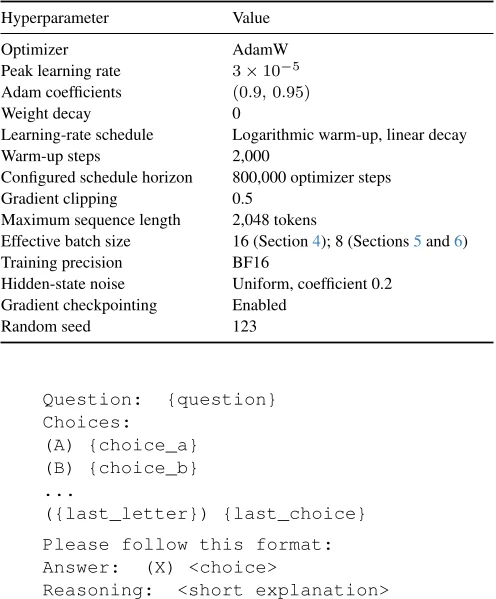 Hyperparameter Value
Optimizer AdamW
Peak learning rate 3 × 10⁻⁵
Adam coefficients (0.9, 0.95)
Weight decay 0
Learning-rate schedule Logarithmic warm-up, linear decay
Warm-up steps 2,000
Configured schedule horizon 800,000 optimizer steps
Gradient clipping 0.5
Maximum sequence length 2,048 tokens
Effective batch size 16 (Section 4); 8 (Sections 5 and 6)
Training precision BF16
Hidden-state noise Uniform, coefficient 0.2
Gradient checkpointing Enabled
Random seed 123
Question: {question}
Choices:
(A) {choice_a}
(B) {choice_b}
...
({last_letter}) {last_choice}
Please follow this format:
Answer: (X) <choice>
Reasoning: <short explanation>